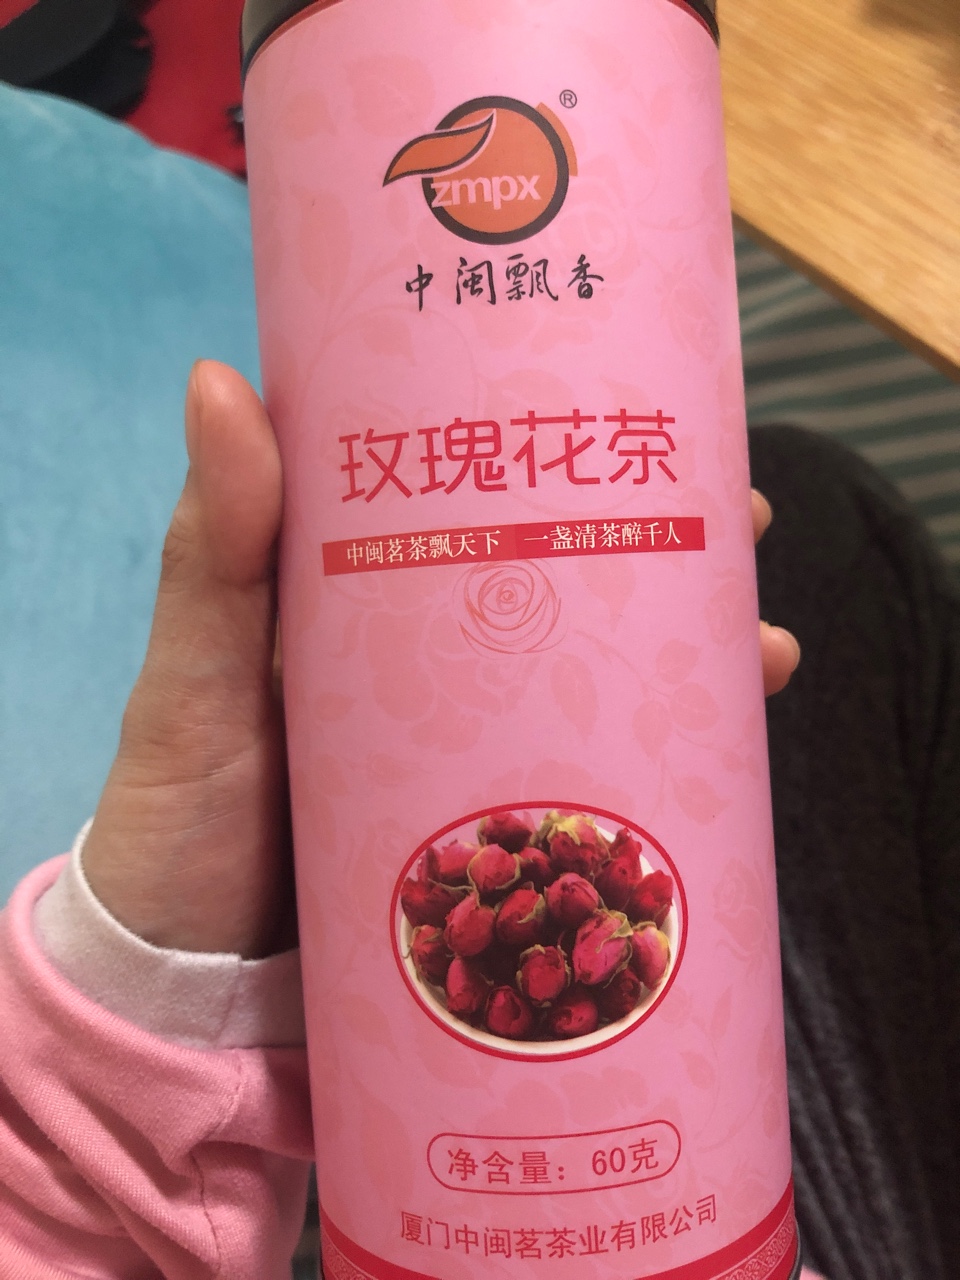 ®
zmpx
中闽飘香
玫瑰花茶
中闽茗茶飘天下 一盏清茶醉千人
净含量：60克
厦门中闽茗茶业有限公司